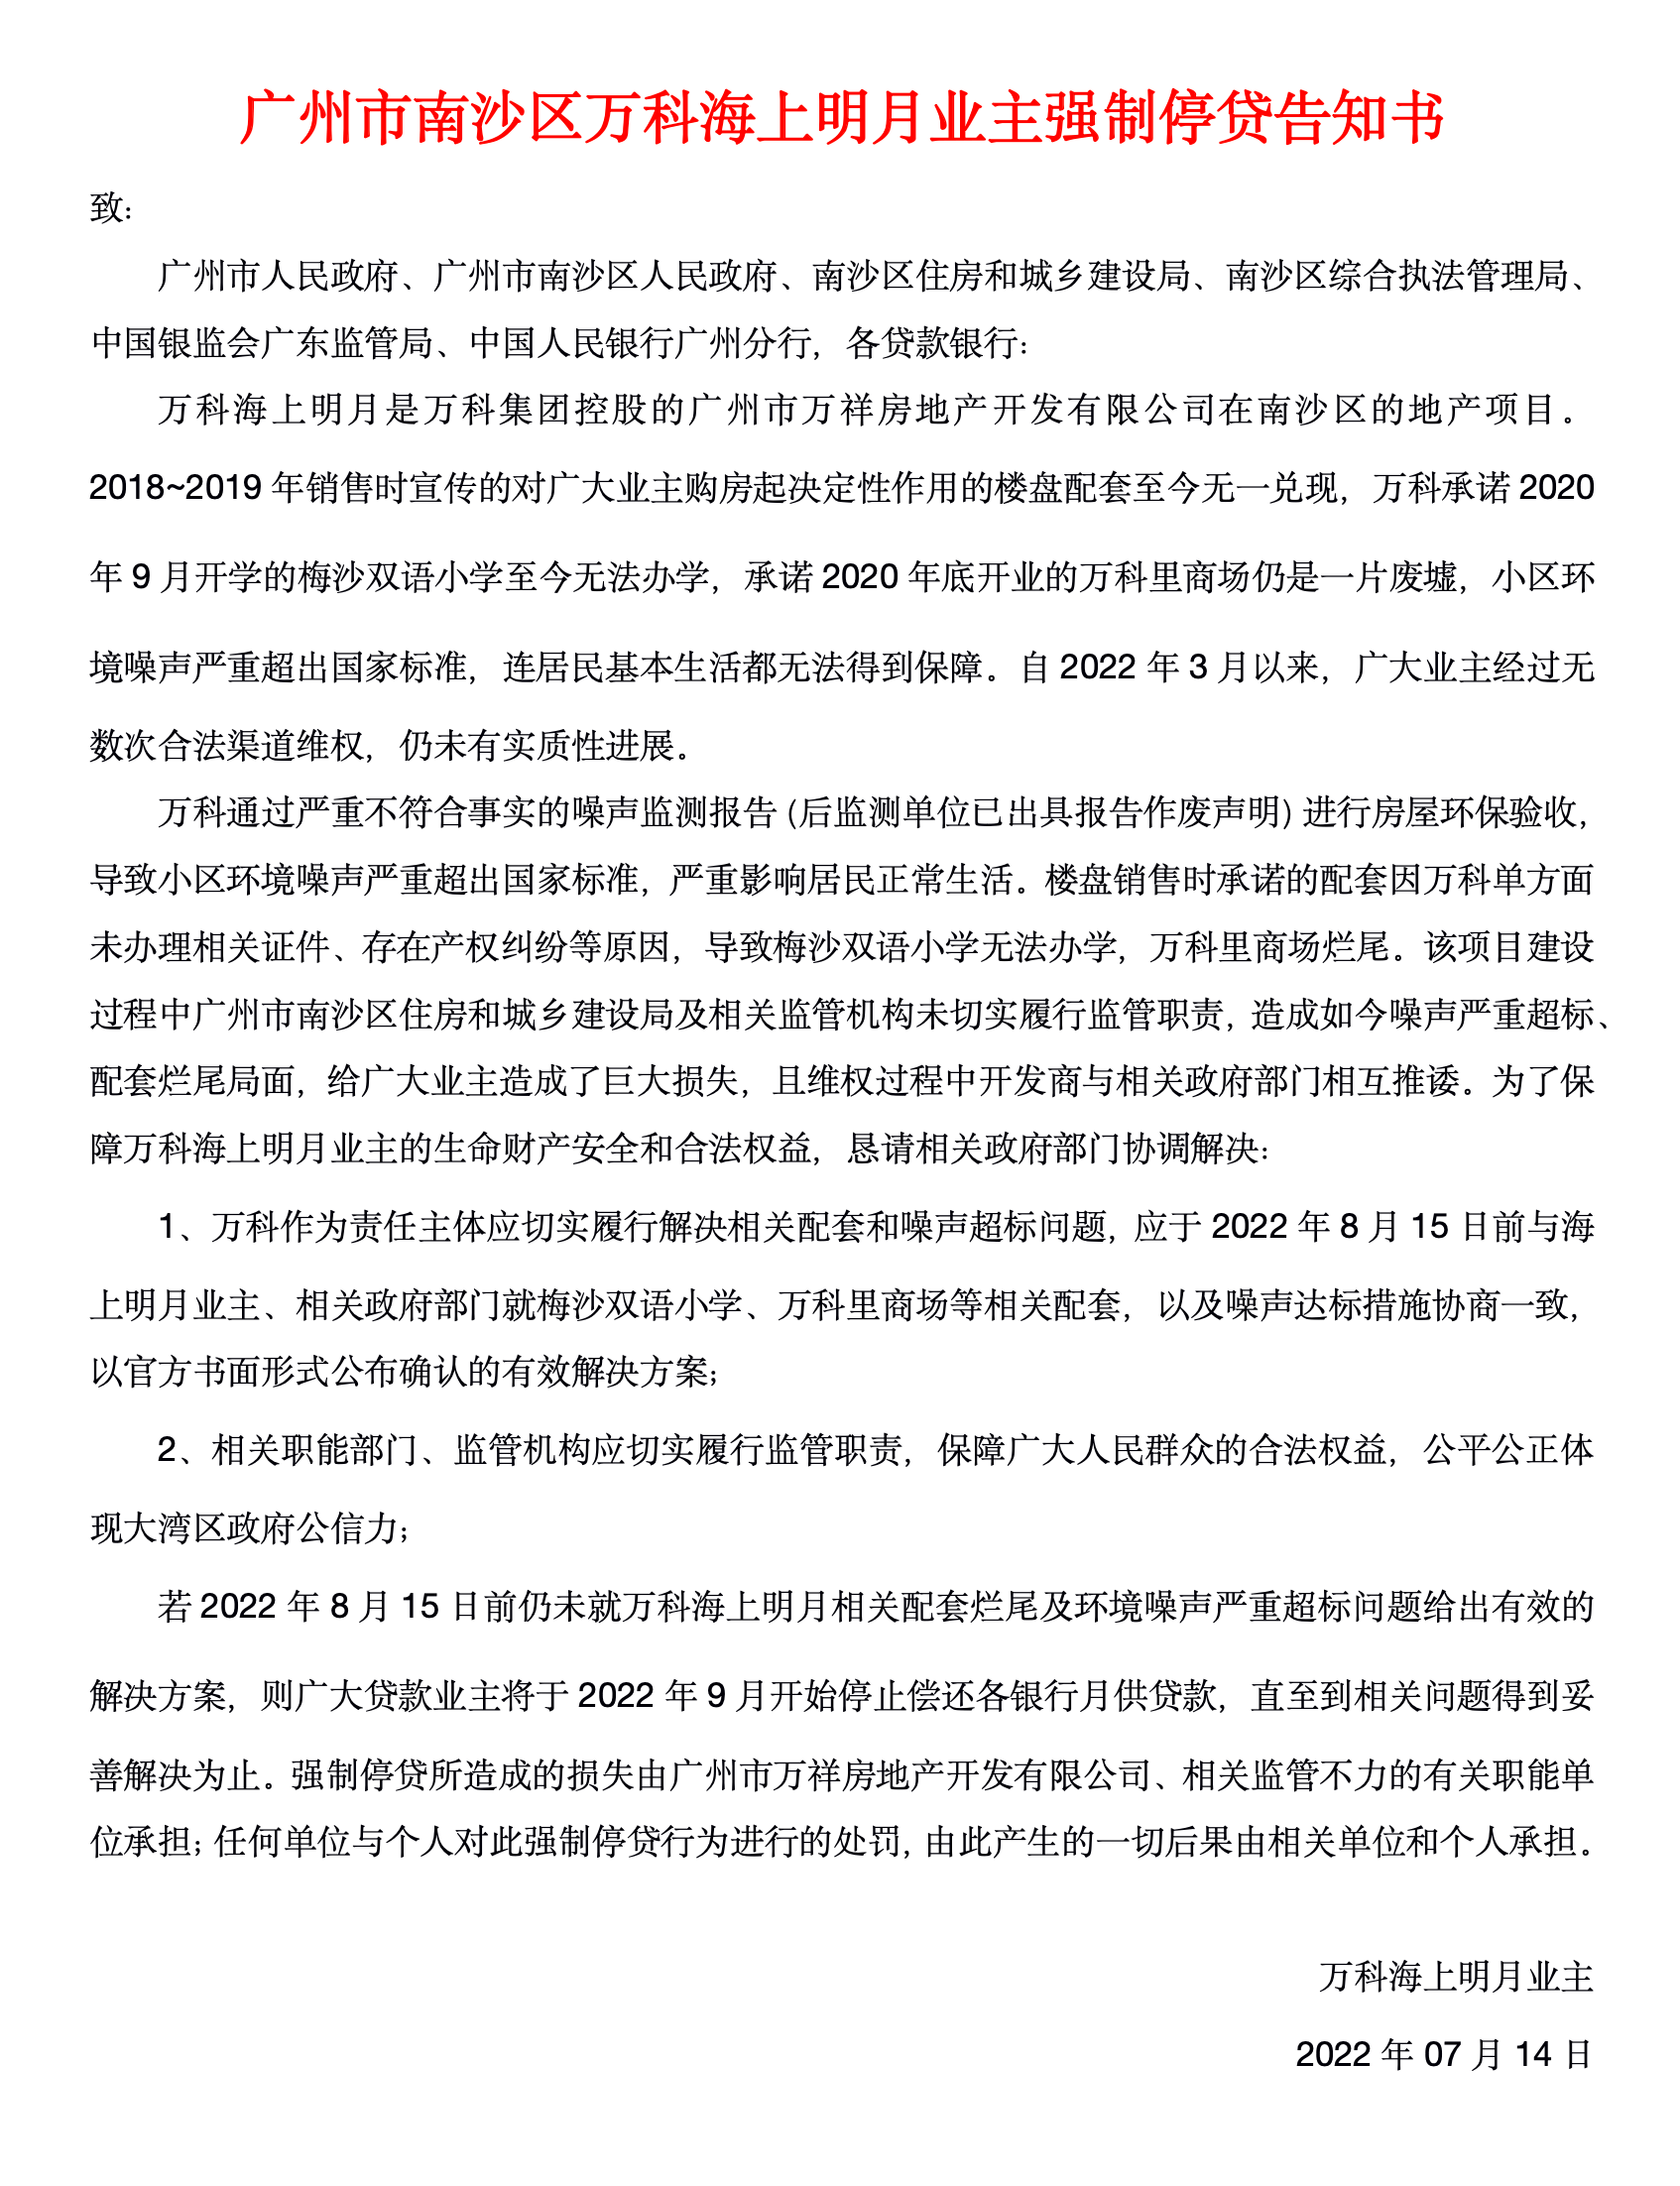 广州市南沙区万科海上明月业主强制停贷告知书
致：
广州市人民政府、广州市南沙区人民政府、南沙区住房和城乡建设局、南沙区综合执法管理局、
中国银监会广东监管局、中国人民银行广州分行，各贷款银行：
万科海上明月是万科集团控股的广州市万祥房地产开发有限公司在南沙区的地产项目。
2018~2019 年销售时宣传的对广大业主购房起决定性作用的楼盘配套至今无一兑现，万科承诺 2020
年 9 月开学的梅沙双语小学至今无法办学，承诺 2020 年底开业的万科里商场仍是一片废墟，小区环
境噪声严重超出国家标准，连居民基本生活都无法得到保障。自 2022 年 3 月以来，广大业主经过无
数次合法渠道维权，仍未有实质性进展。
万科通过严重不符合事实的噪声监测报告（后监测单位已出具报告作废声明）进行房屋环保验收，
导致小区环境噪声严重超出国家标准，严重影响居民正常生活。楼盘销售时承诺的配套因万科单方面
未办理相关证件、存在产权纠纷等原因，导致梅沙双语小学无法办学，万科里商场烂尾。该项目建设
过程中广州市南沙区住房和城乡建设局及相关监管机构未切实履行监管职责，造成如今噪声严重超标、
配套烂尾局面，给广大业主造成了巨大损失，且维权过程中开发商与相关政府部门相互推诿。为了保
障万科海上明月业主的生命财产安全和合法权益，恳请相关政府部门协调解决：
1、万科作为责任主体应切实履行解决相关配套和噪声超标问题，应于 2022 年 8 月 15 日前与海
上明月业主、相关政府部门就梅沙双语小学、万科里商场等相关配套，以及噪声达标措施协商一致，
以官方书面形式公布确认的有效解决方案；
2、相关职能部门、监管机构应切实履行监管职责，保障广大人民群众的合法权益，公平公正体
现大湾区政府公信力；
若 2022 年 8 月 15 日前仍未就万科海上明月相关配套烂尾及环境噪声严重超标问题给出有效的
解决方案，则广大贷款业主将于 2022 年 9 月开始停止偿还各银行月供贷款，直至到相关问题得到妥
善解决为止。强制停贷所造成的损失由广州市万祥房地产开发有限公司、相关监管不力的有关职能单
位承担；任何单位与个人对此强制停贷行为进行的处罚，由此产生的一切后果由相关单位和个人承担。
万科海上明月业主
2022 年 07 月 14 日